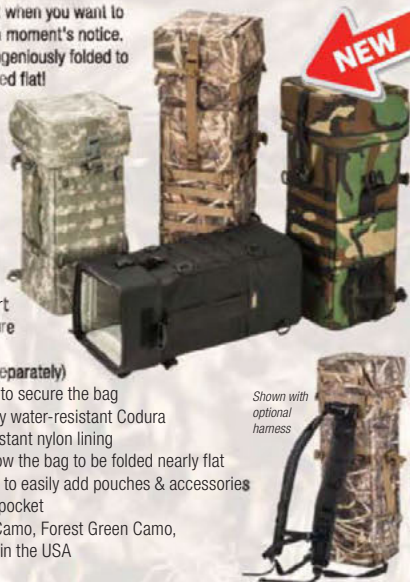 when you want to
moment's notice.
geniously folded to
ed flat!
NEW
rt
re
eparately)
to secure the bag
y water-resistant Codura
stant nylon lining
ow the bag to be folded nearly flat
to easily add pouches & accessories
pocket
Camo, Forest Green Camo,
in the USA
Shown with
optional
harness